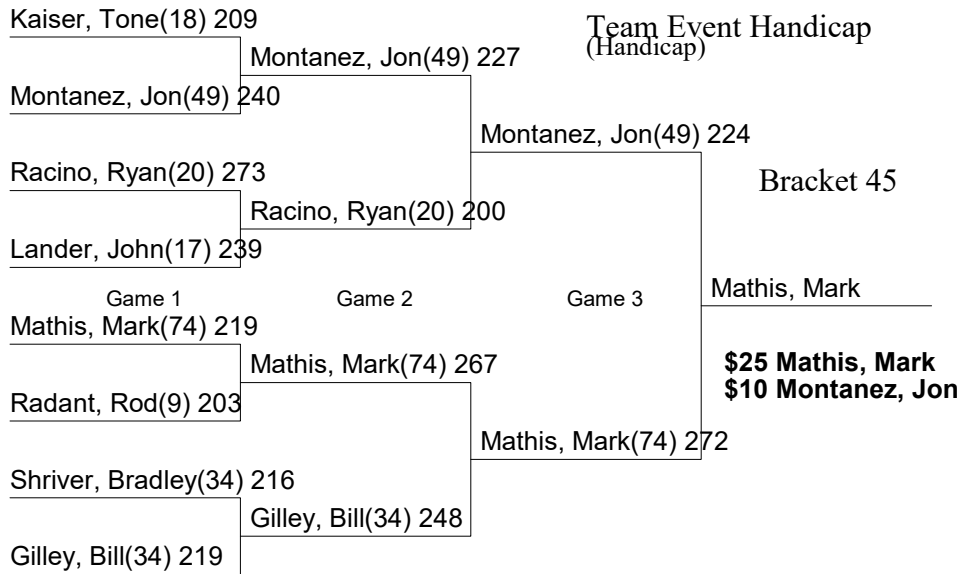 Kaiser, Tone(18) 209
Team Event Handicap
(Handicap)
Montanez, Jon(49) 227
Montanez, Jon(49) 240
Montanez, Jon(49) 224
Racino, Ryan(20) 273
Bracket 45
Racino, Ryan(20) 200
Lander, John(17) 239
Game 1
Game 2
Game 3
Mathis, Mark
Mathis, Mark(74) 219
Mathis, Mark(74) 267
$25 Mathis, Mark
$10 Montanez, Jon
Radant, Rod(9) 203
Mathis, Mark(74) 272
Shriver, Bradley(34) 216
Gilley, Bill(34) 248
Gilley, Bill(34) 219